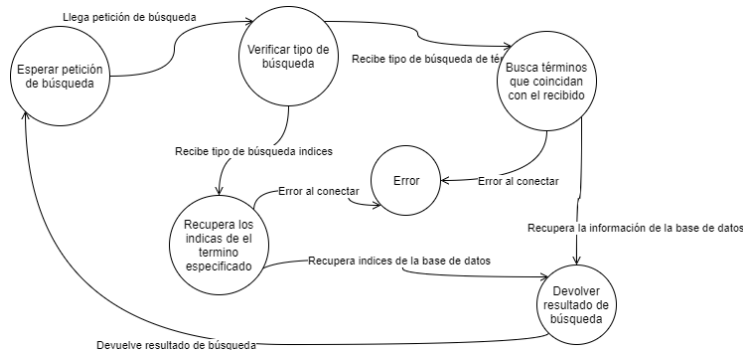 Llega petición de búsqueda
Esperar petición
de búsqueda
Verificar tipo de
búsqueda
Recibe tipo de búsqueda de
Busca términos
que coincidan
con el recibido
Recibe tipo de búsqueda indices
Error
Error al conectar
Error al conectar
Recupera los
indicas de el
termino
especificado
Recupera la información de la base de datos
Recupera indices de la base de datos
Devolver
resultado de
búsqueda
Devuelve resultado de búsqueda